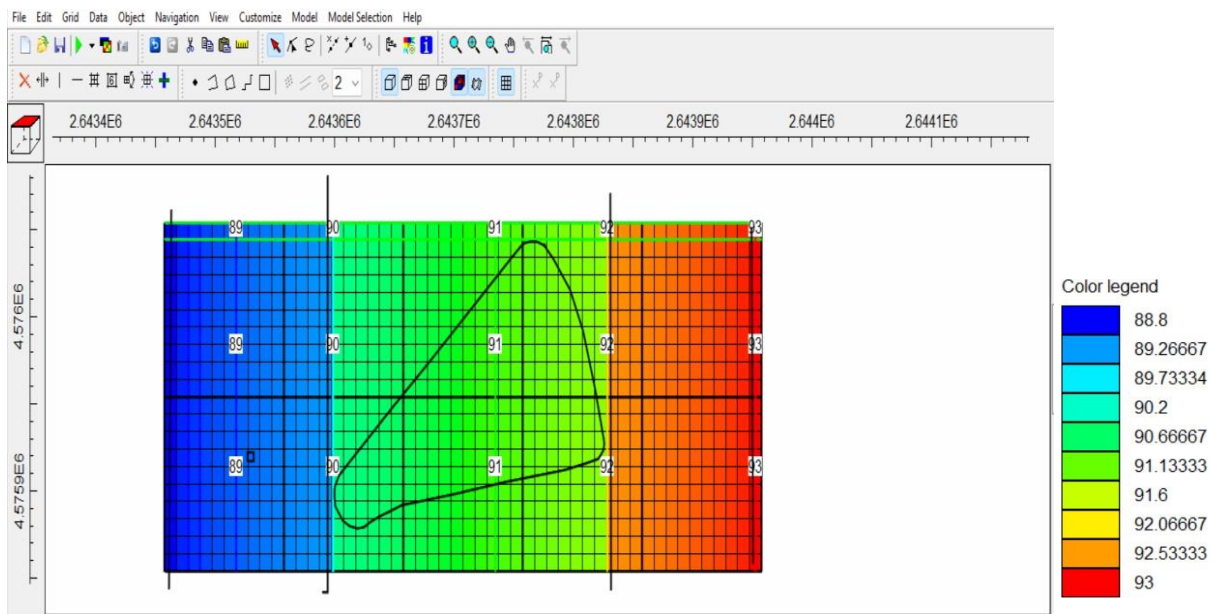 File Edit Grid Data Object Navigation View Customize Model Model Selection Help
2
2.6434E6 2.6435E6 2.6436E6 2.6437E6 2.6438E6 2.6439E6 2.644E6 2.6441E6
4.576E6
4.5759E6
89 90 91 92 93
89 90 91 92 93
89 90 91 92 93
Color legend
88.8
89.26667
89.73334
90.2
90.66667
91.13333
91.6
92.06667
92.53333
93